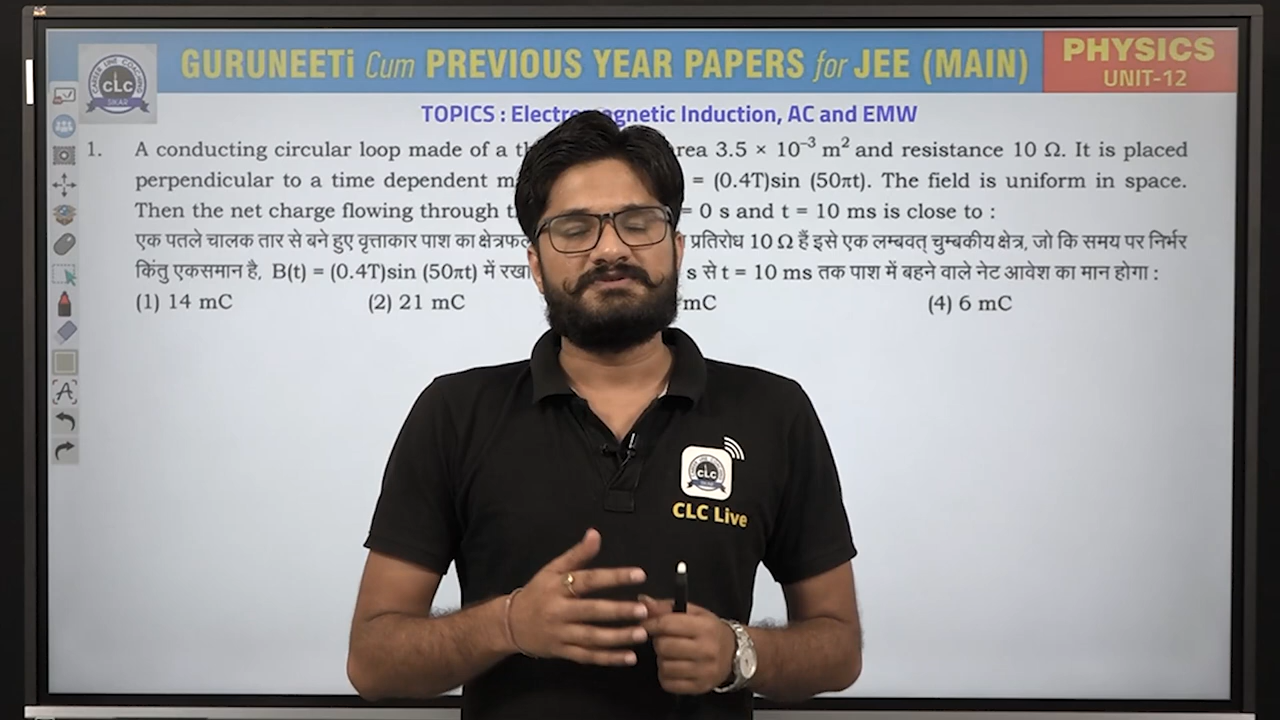 GURUNEETi Cum PREVIOUS YEAR PAPERS for JEE (MAIN)
PHYSICS
UNIT-12
CLC
SIKAR
TOPICS : Electromagnetic Induction, AC and EMW
1. A conducting circular loop made of a area 3.5 × 10⁻³ m² and resistance 10 Ω. It is placed
perpendicular to a time dependent = (0.4T)sin (50πt). The field is uniform in space.
Then the net charge flowing through = 0 s and t = 10 ms is close to :
एक पतले चालक तार से बने हुए वृत्ताकार पाश का प्रतिरोध 10 Ω हैं इसे एक लम्बवत् चुम्बकीय क्षेत्र, जो कि समय पर निर्भर
किंतु एकसमान है, B(t) = (0.4T)sin (50πt) में s से t = 10 ms तक पाश में बहने वाले नेट आवेश का मान होगा :
(1) 14 mC (2) 21 mC mC (4) 6 mC
CLC
CLC Live